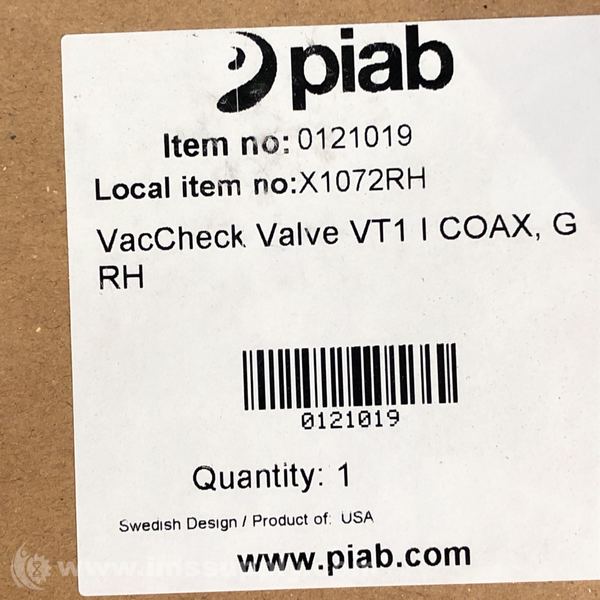 piab
Item no: 0121019
Local item no:X1072RH
VacCheck Valve VT1 I COAX, G
RH
0121019
Quantity: 1
Swedish Design / Product of: USA
www.piab.com